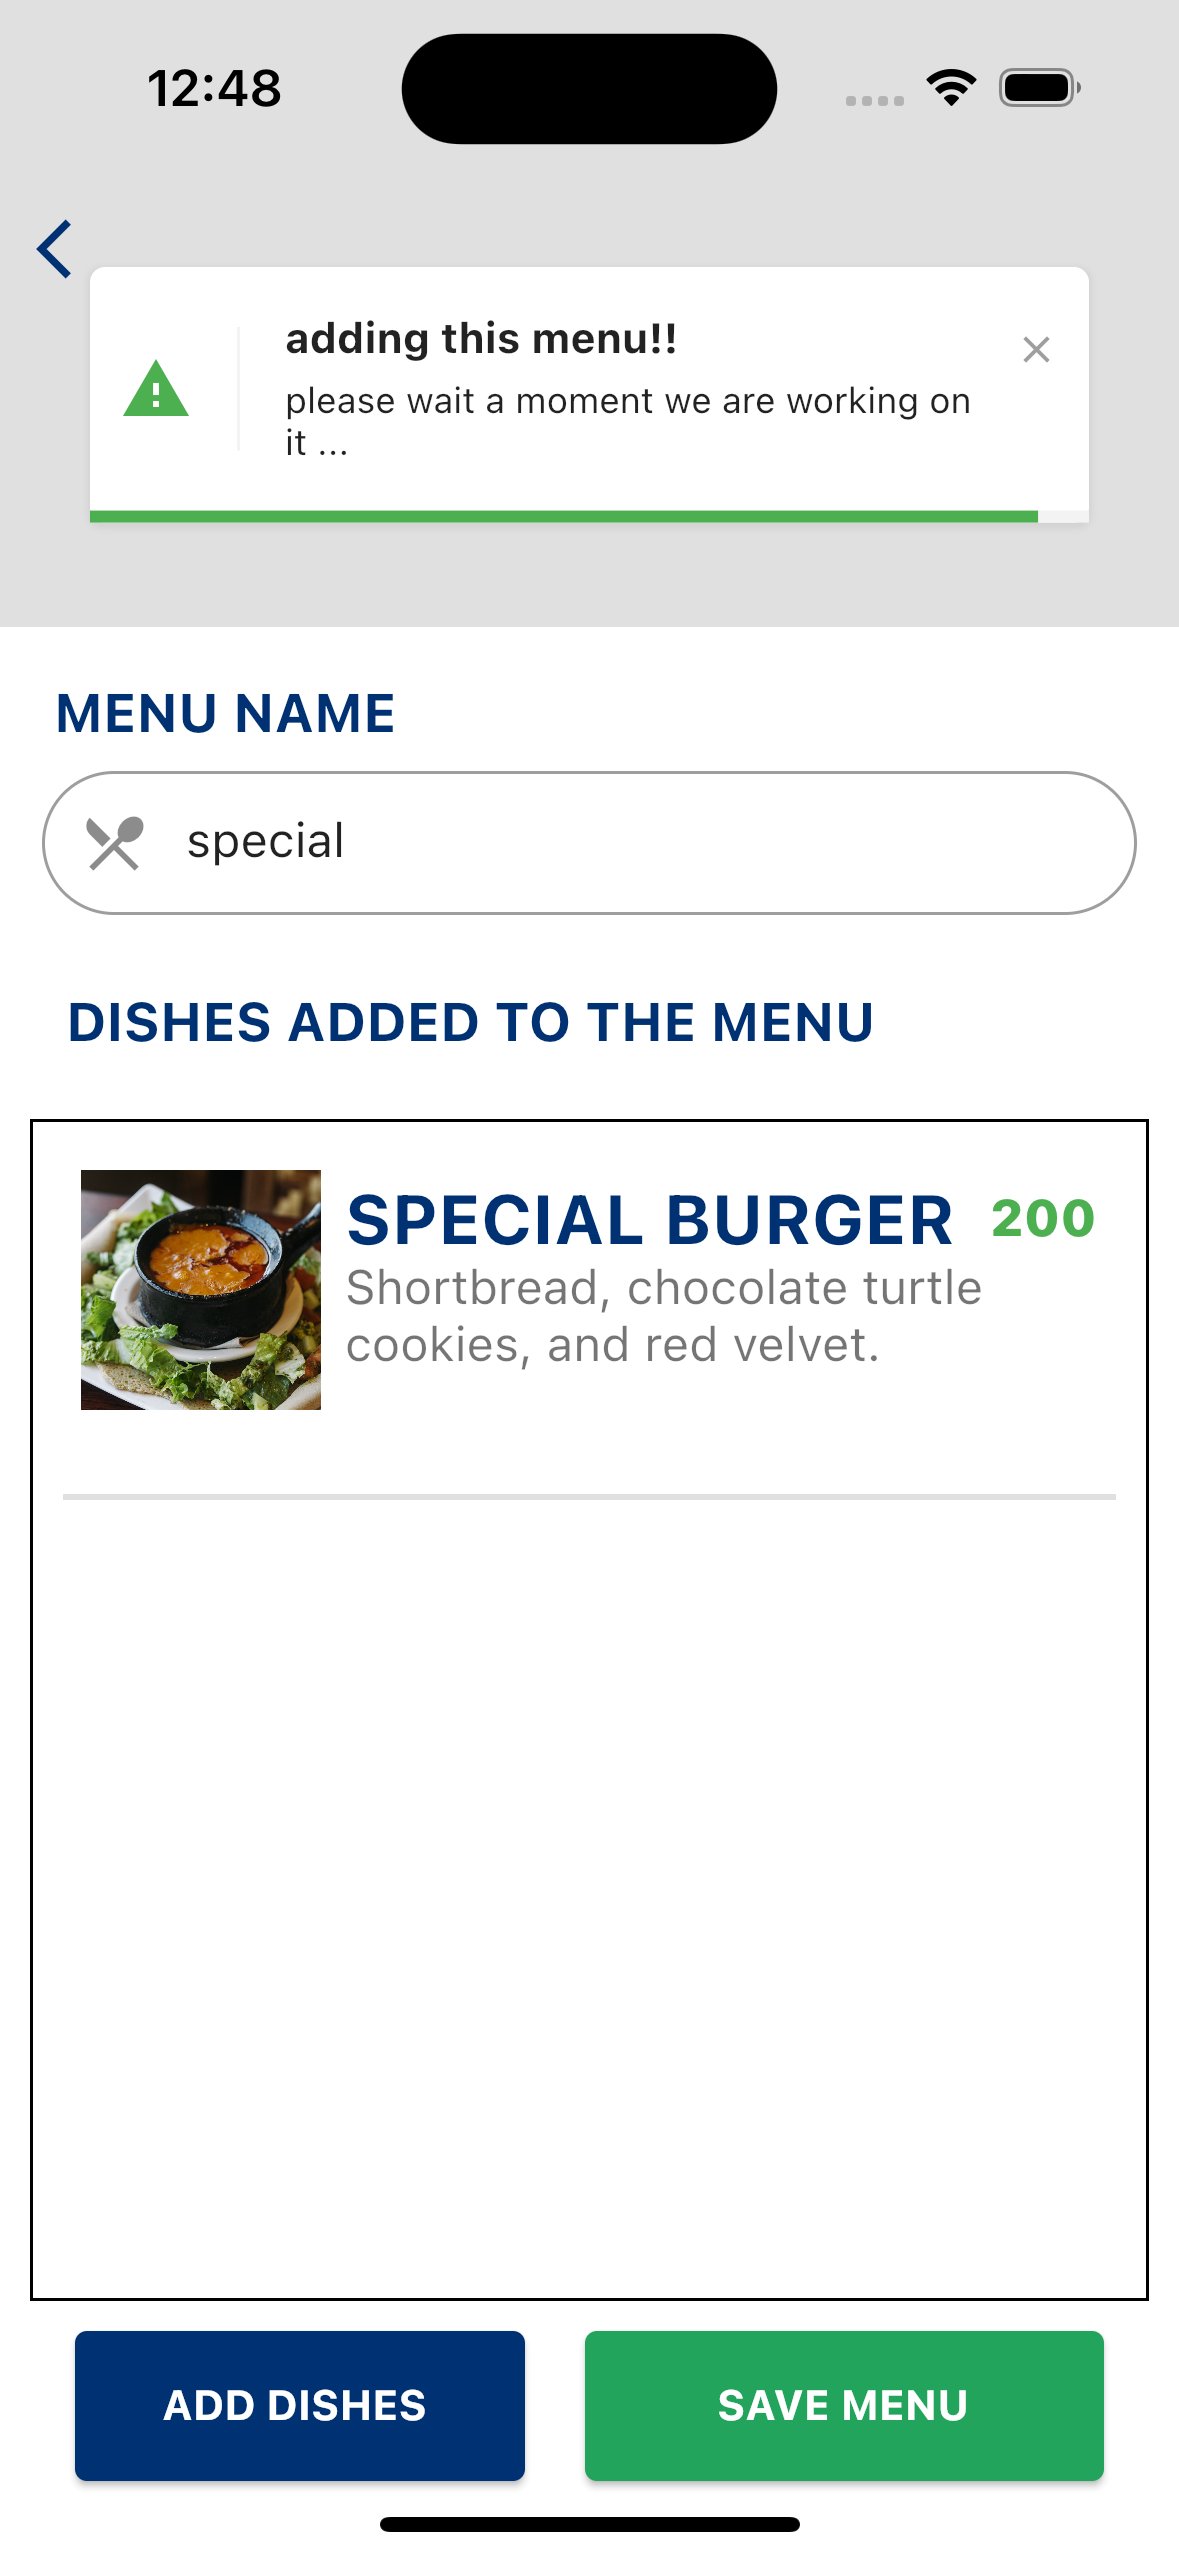 12:48
adding this menu!!
please wait a moment we are working on
it ...
MENU NAME
special
DISHES ADDED TO THE MENU
SPECIAL BURGER 200
Shortbread, chocolate turtle
cookies, and red velvet.
ADD DISHES
SAVE MENU